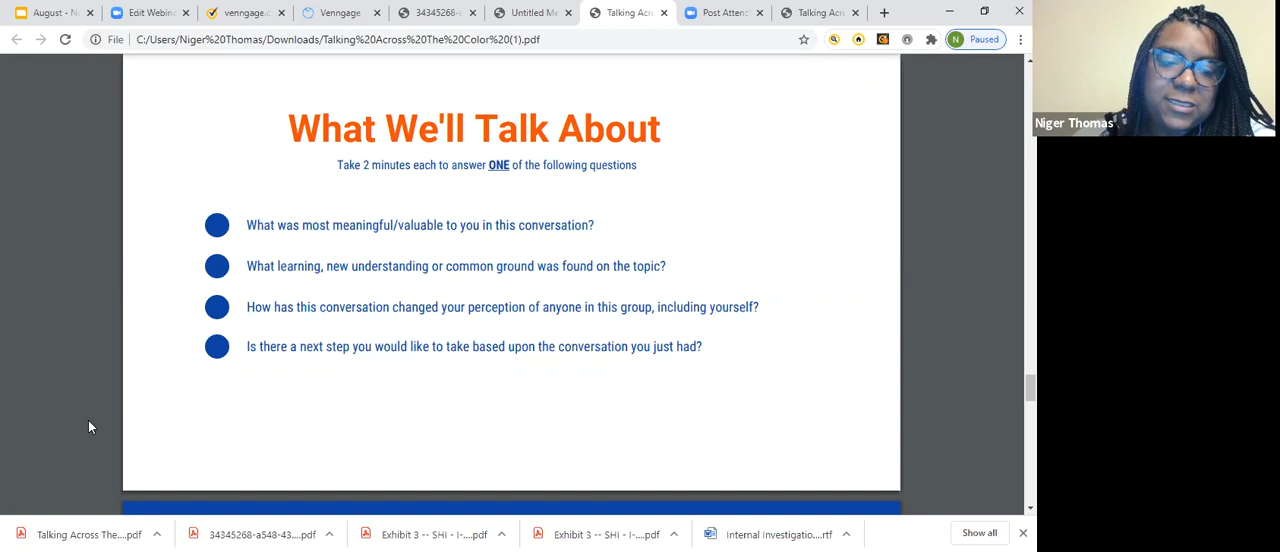 August - N
Edit Webina
venngage.c
Venngage
34345268-
Untitled Me
Talking Acr
Post Attend
Talking Acr
File
C:/Users/Niger%20Thomas/Downloads/Talking%20Across%20The%20Color%20(1).pdf
N
Paused
Niger Thomas
What We'll Talk About
Take 2 minutes each to answer ONE of the following questions
What was most meaningful/valuable to you in this conversation?
What learning, new understanding or common ground was found on the topic?
How has this conversation changed your perception of anyone in this group, including yourself?
Is there a next step you would like to take based upon the conversation you just had?
Talking Across The....pdf
34345268-a548-43....pdf
Exhibit 3 -- SHI - I-....pdf
Exhibit 3 -- SHI - I-....pdf
Internal Investigatio....rtf
Show all